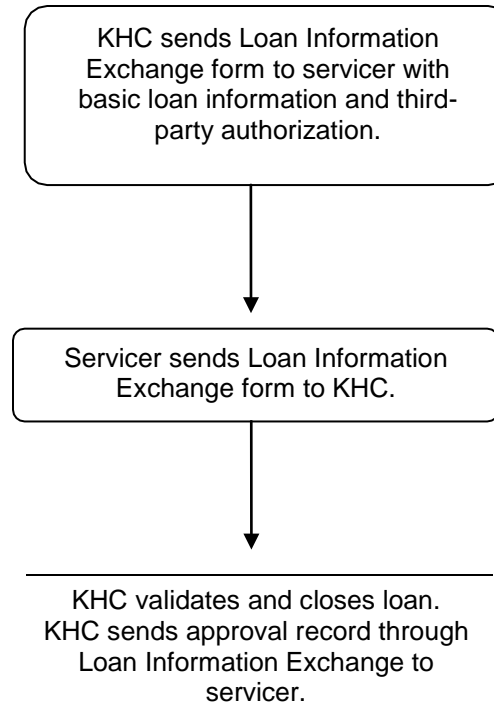 KHC sends Loan Information
Exchange form to servicer with
basic loan information and third-
party authorization.
Servicer sends Loan Information
Exchange form to KHC.
KHC validates and closes loan.
KHC sends approval record through
Loan Information Exchange to
servicer.